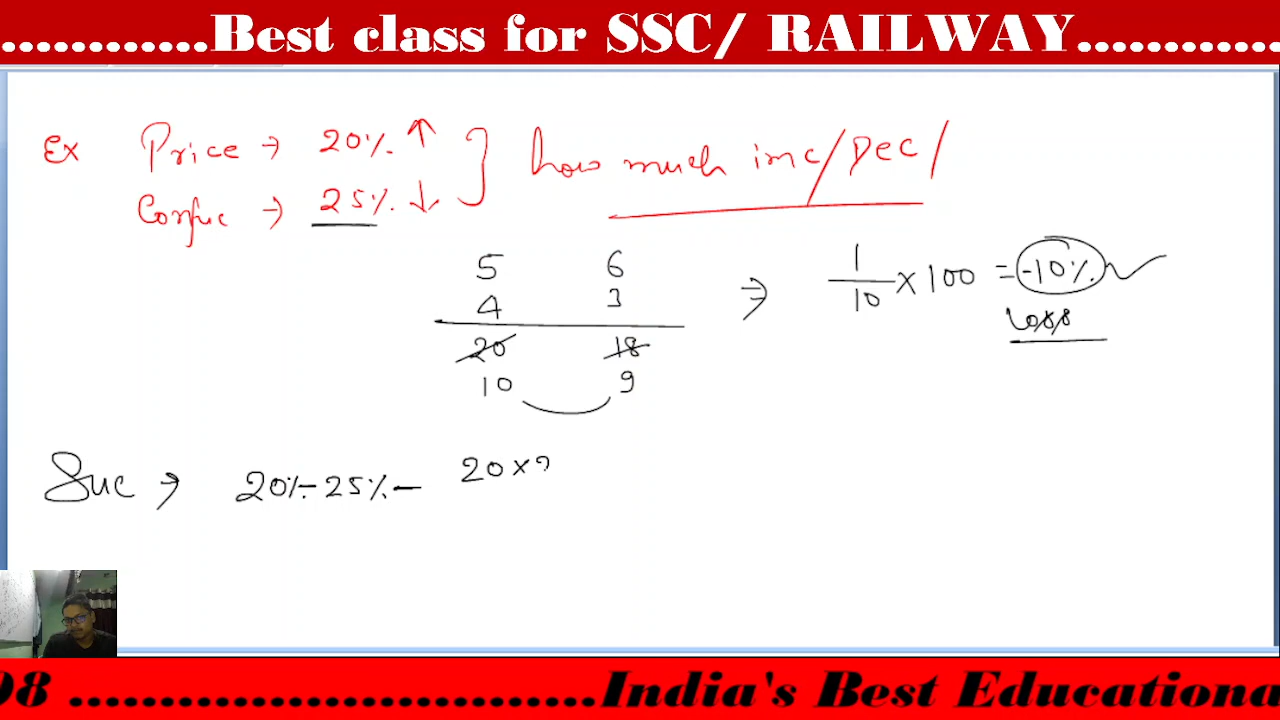 ............Best class for SSC/ RAILWAY............
Ex Price → 20% ↑ } how much inc/Dec/
→ 25% ↓
5 6
4 3 ⇒ 1/10 × 100 = -10% ✓
20 18 loss
10 9
Suc → 20% - 25% - 20 ×
98 ............................India's Best Educationa